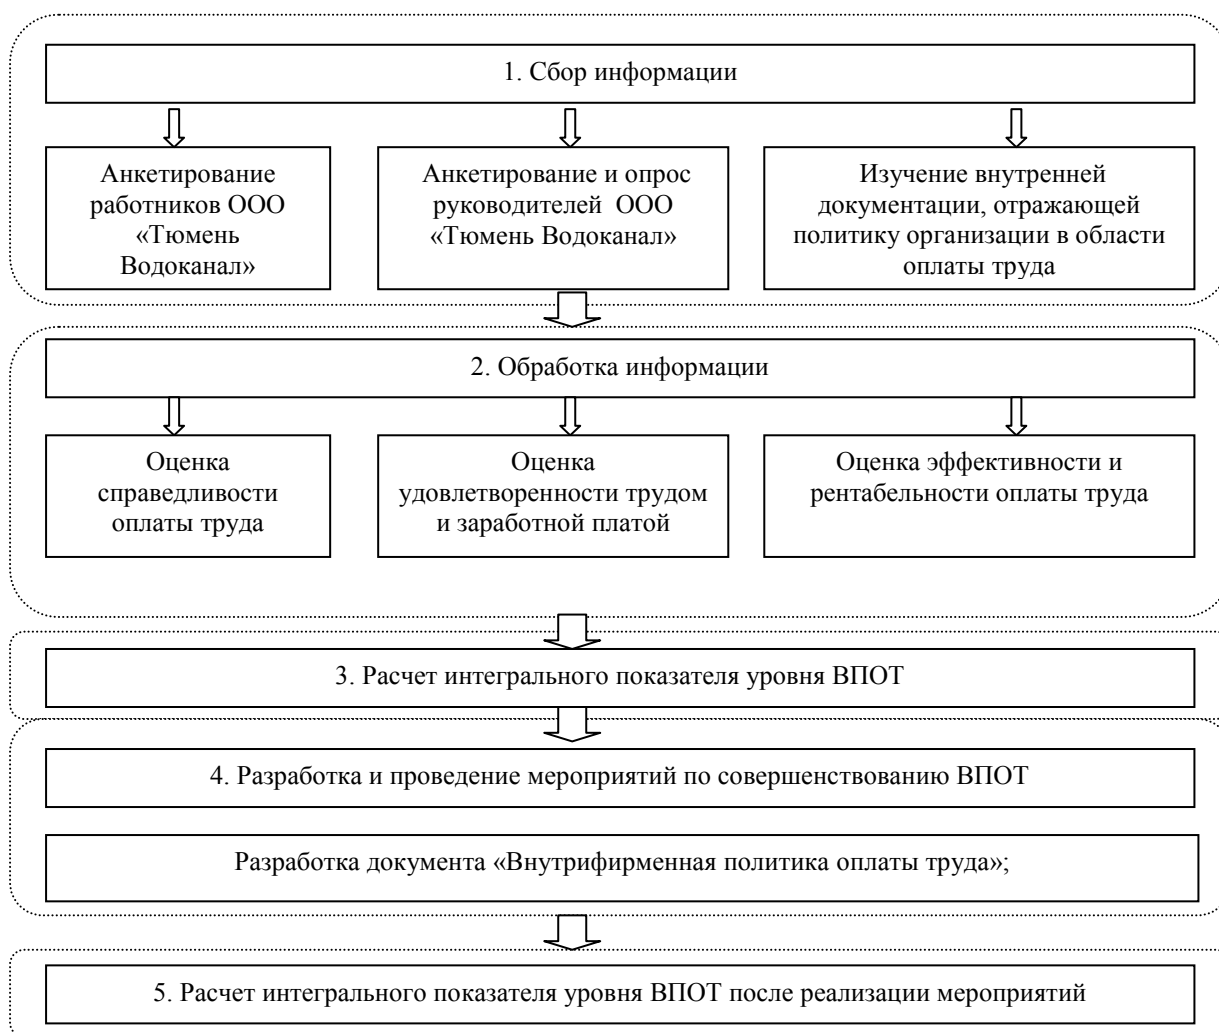 1. Сбор информации
Анкетирование
работников ООО
«Тюмень
Водоканал»
Анкетирование и опрос
руководителей ООО
«Тюмень Водоканал»
Изучение внутренней
документации, отражающей
политику организации в области
оплаты труда
2. Обработка информации
Оценка
справедливости
оплаты труда
Оценка
удовлетворенности трудом
и заработной платой
Оценка эффективности и
рентабельности оплаты труда
3. Расчет интегрального показателя уровня ВПОТ
4. Разработка и проведение мероприятий по совершенствованию ВПОТ
Разработка документа «Внутрифирменная политика оплаты труда»;
5. Расчет интегрального показателя уровня ВПОТ после реализации мероприятий